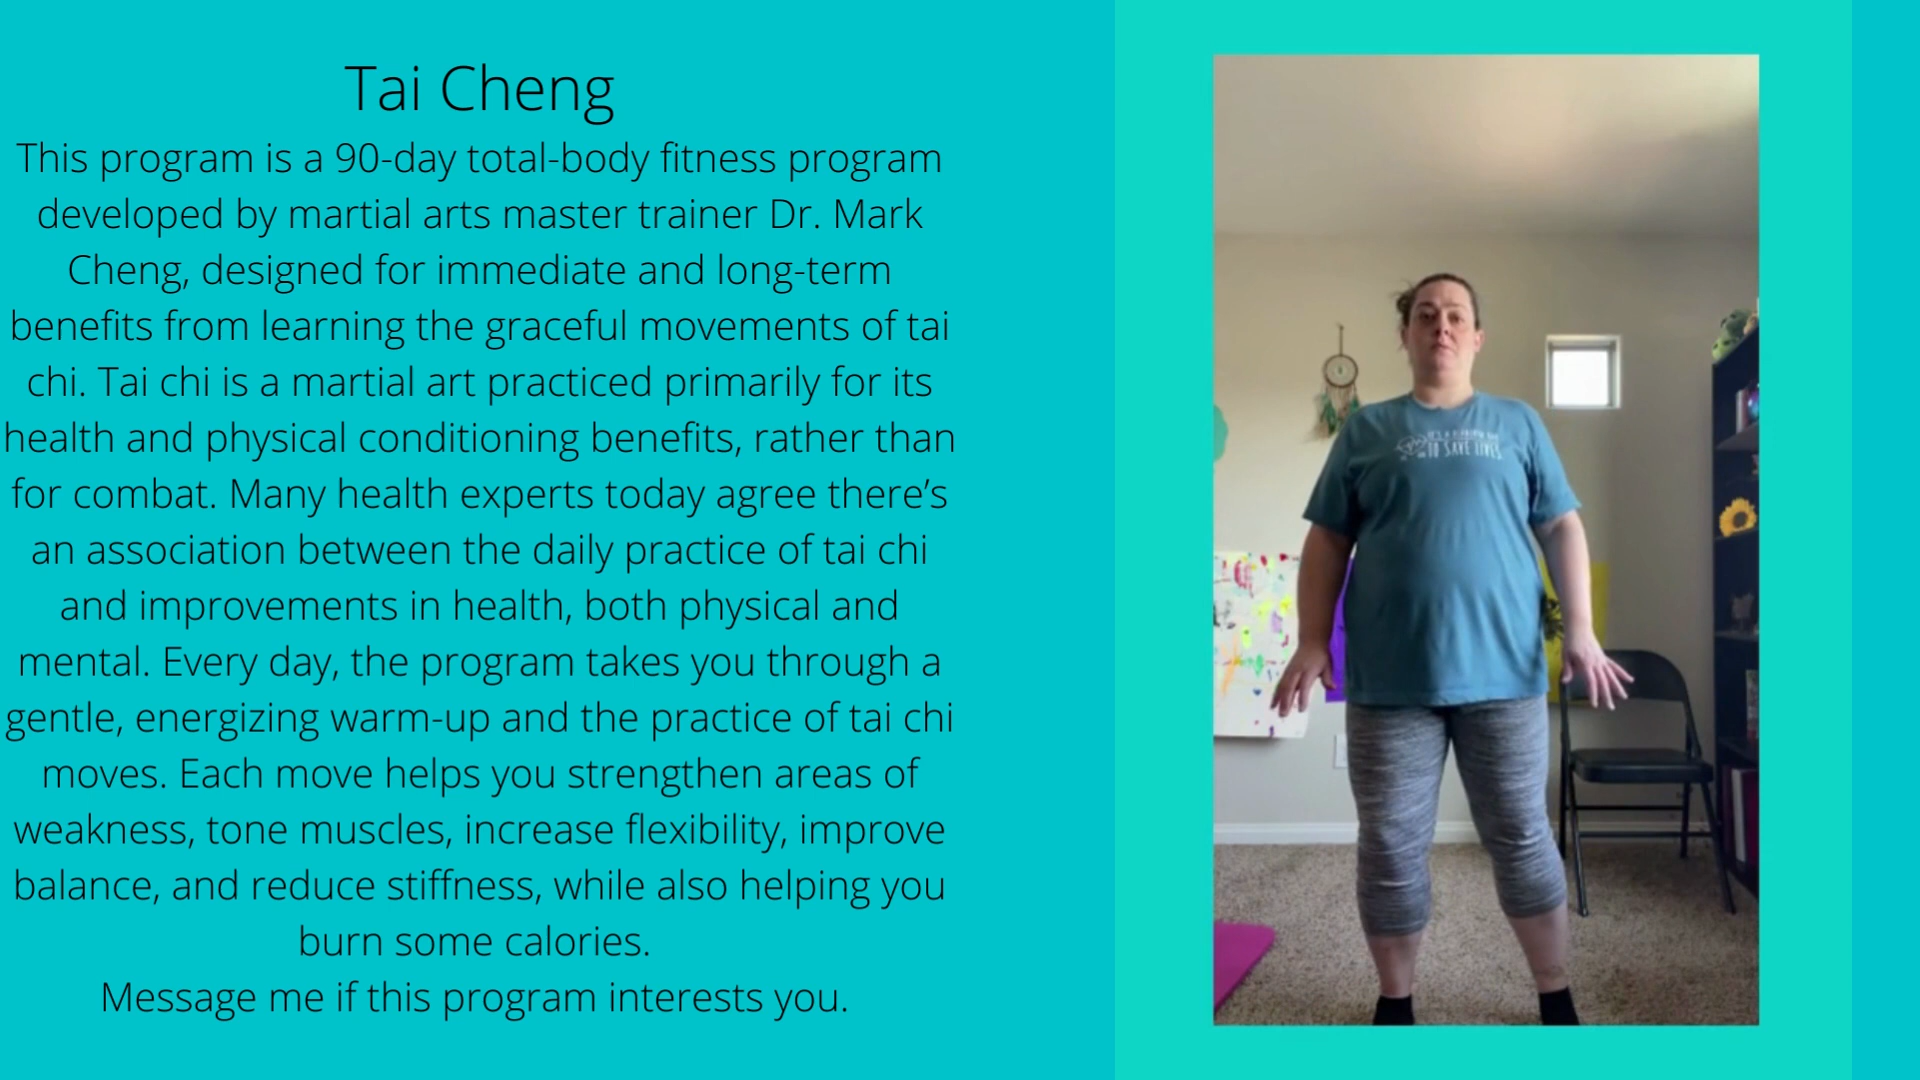 Tai Cheng
This program is a 90-day total-body fitness program
developed by martial arts master trainer Dr. Mark
Cheng, designed for immediate and long-term
benefits from learning the graceful movements of tai
chi. Tai chi is a martial art practiced primarily for its
health and physical conditioning benefits, rather than
for combat. Many health experts today agree there’s
an association between the daily practice of tai chi
and improvements in health, both physical and
mental. Every day, the program takes you through a
gentle, energizing warm-up and the practice of tai chi
moves. Each move helps you strengthen areas of
weakness, tone muscles, increase flexibility, improve
balance, and reduce stiffness, while also helping you
burn some calories.
Message me if this program interests you.
IT'S A
TO SAVE LIVES